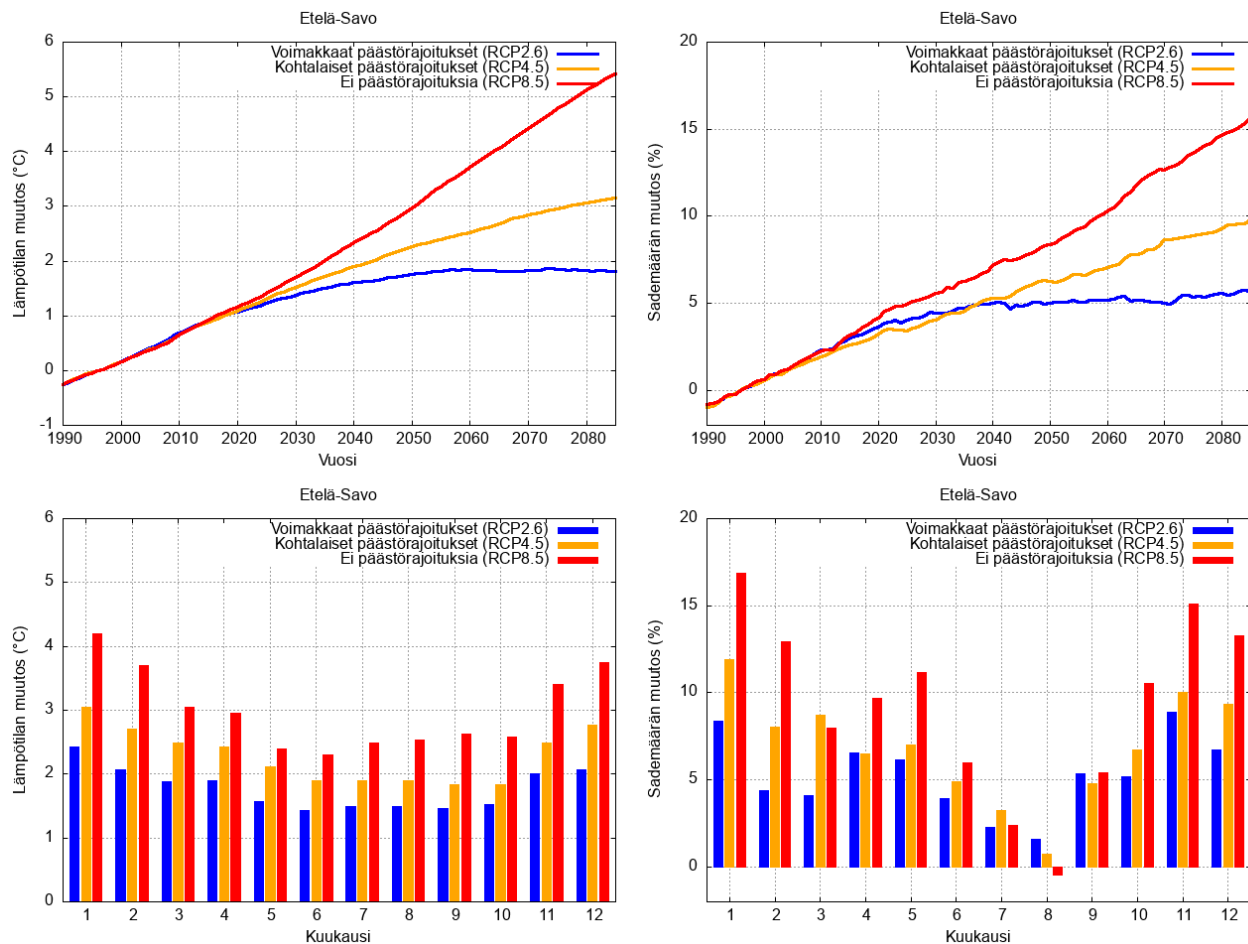 Etelä-Savo
Voimakkaat päästörajoitukset (RCP2.6)
Kohtalaiset päästörajoitukset (RCP4.5)
Ei päästörajoituksia (RCP8.5)
Lämpötilan muutos (°C)
6
5
4
3
2
1
0
-1
1990 2000 2010 2020 2030 2040 2050 2060 2070 2080
Vuosi
Etelä-Savo
Voimakkaat päästörajoitukset (RCP2.6)
Kohtalaiset päästörajoitukset (RCP4.5)
Ei päästörajoituksia (RCP8.5)
Sademäärän muutos (%)
20
15
10
5
0
1990 2000 2010 2020 2030 2040 2050 2060 2070 2080
Vuosi
Etelä-Savo
Voimakkaat päästörajoitukset (RCP2.6)
Kohtalaiset päästörajoitukset (RCP4.5)
Ei päästörajoituksia (RCP8.5)
Lämpötilan muutos (°C)
6
5
4
3
2
1
0
1 2 3 4 5 6 7 8 9 10 11 12
Kuukausi
Etelä-Savo
Voimakkaat päästörajoitukset (RCP2.6)
Kohtalaiset päästörajoitukset (RCP4.5)
Ei päästörajoituksia (RCP8.5)
Sademäärän muutos (%)
20
15
10
5
0
1 2 3 4 5 6 7 8 9 10 11 12
Kuukausi